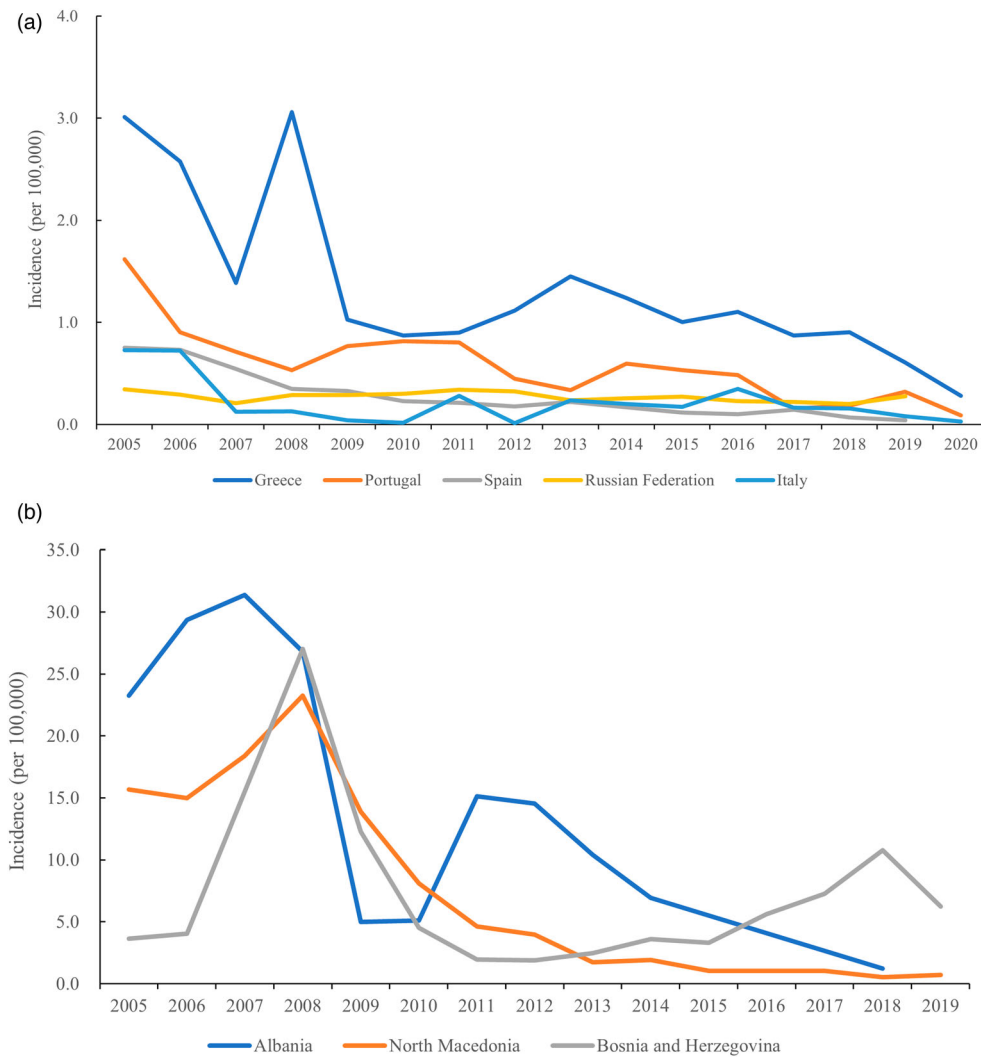 (a)
4.0
3.0
2.0
1.0
0.0
Incidence (per 100,000)
2005 2006 2007 2008 2009 2010 2011 2012 2013 2014 2015 2016 2017 2018 2019 2020
Greece Portugal Spain Russian Federation Italy
(b)
35.0
30.0
25.0
20.0
15.0
10.0
5.0
0.0
Incidence (per 100,000)
2005 2006 2007 2008 2009 2010 2011 2012 2013 2014 2015 2016 2017 2018 2019
Albania North Macedonia Bosnia and Herzegovina